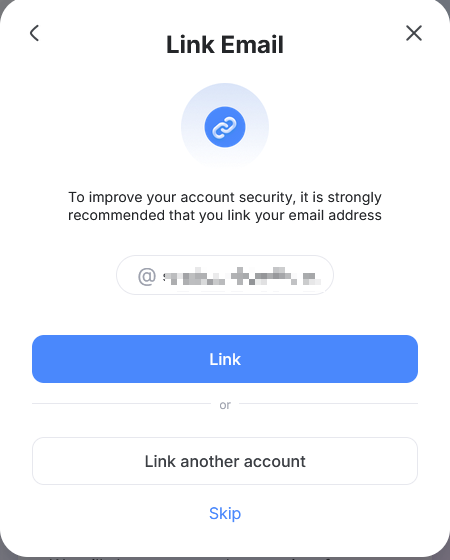 Link Email
To improve your account security, it is strongly
recommended that you link your email address
@
Link
or
Link another account
Skip